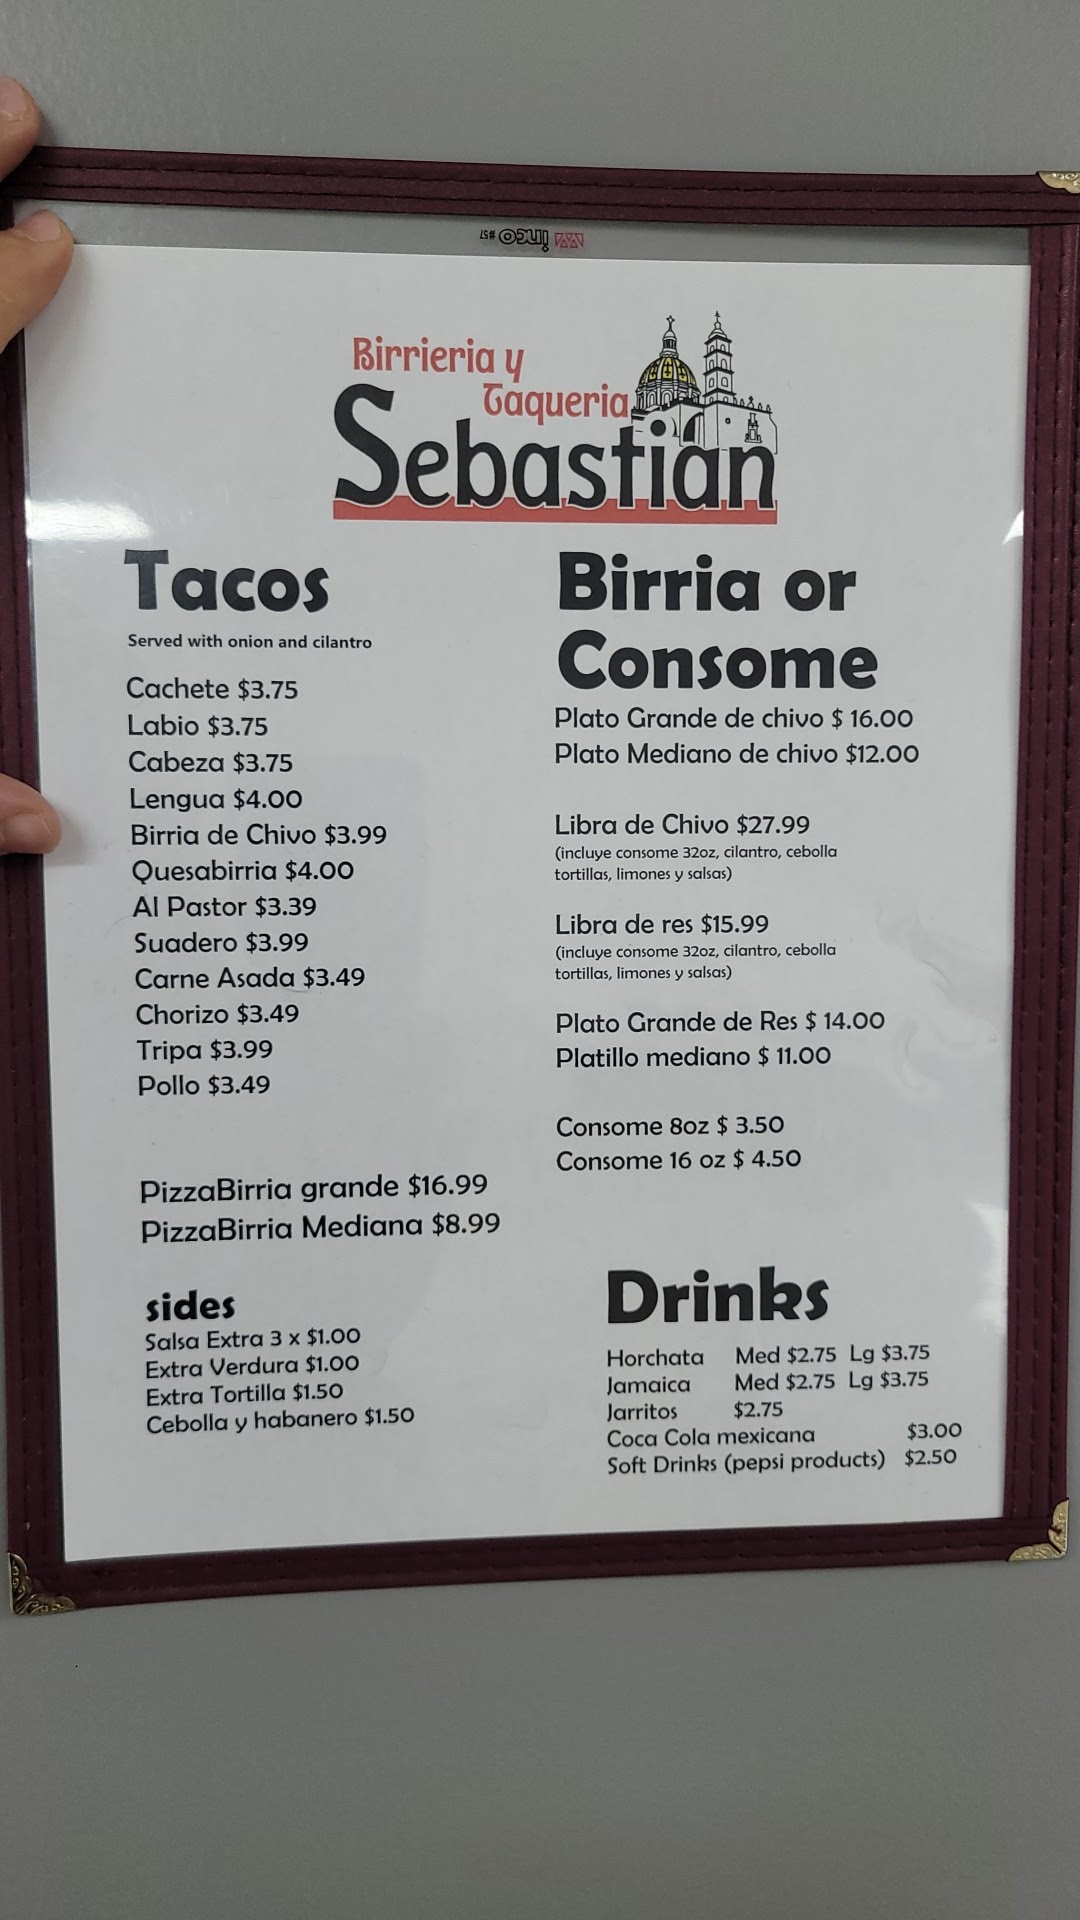 inteo #57
Birrieria y
Taqueria
Sebastian
Tacos
Served with onion and cilantro
Cachete $3.75
Labio $3.75
Cabeza $3.75
Lengua $4.00
Birria de Chivo $3.99
Quesabirria $4.00
Al Pastor $3.39
Suadero $3.99
Carne Asada $3.49
Chorizo $3.49
Tripa $3.99
Pollo $3.49
PizzaBirria grande $16.99
PizzaBirria Mediana $8.99
sides
Salsa Extra 3 x $1.00
Extra Verdura $1.00
Extra Tortilla $1.50
Cebolla y habanero $1.50
Birria or
Consome
Plato Grande de chivo $ 16.00
Plato Mediano de chivo $12.00
Libra de Chivo $27.99
(incluye consome 32oz, cilantro, cebolla
tortillas, limones y salsas)
Libra de res $15.99
(incluye consome 32oz, cilantro, cebolla
tortillas, limones y salsas)
Plato Grande de Res $ 14.00
Platillo mediano $ 11.00
Consome 8oz $ 3.50
Consome 16 oz $ 4.50
Drinks
Horchata Med $2.75 Lg $3.75
Jamaica Med $2.75 Lg $3.75
Jarritos $2.75
Coca Cola mexicana $3.00
Soft Drinks (pepsi products) $2.50